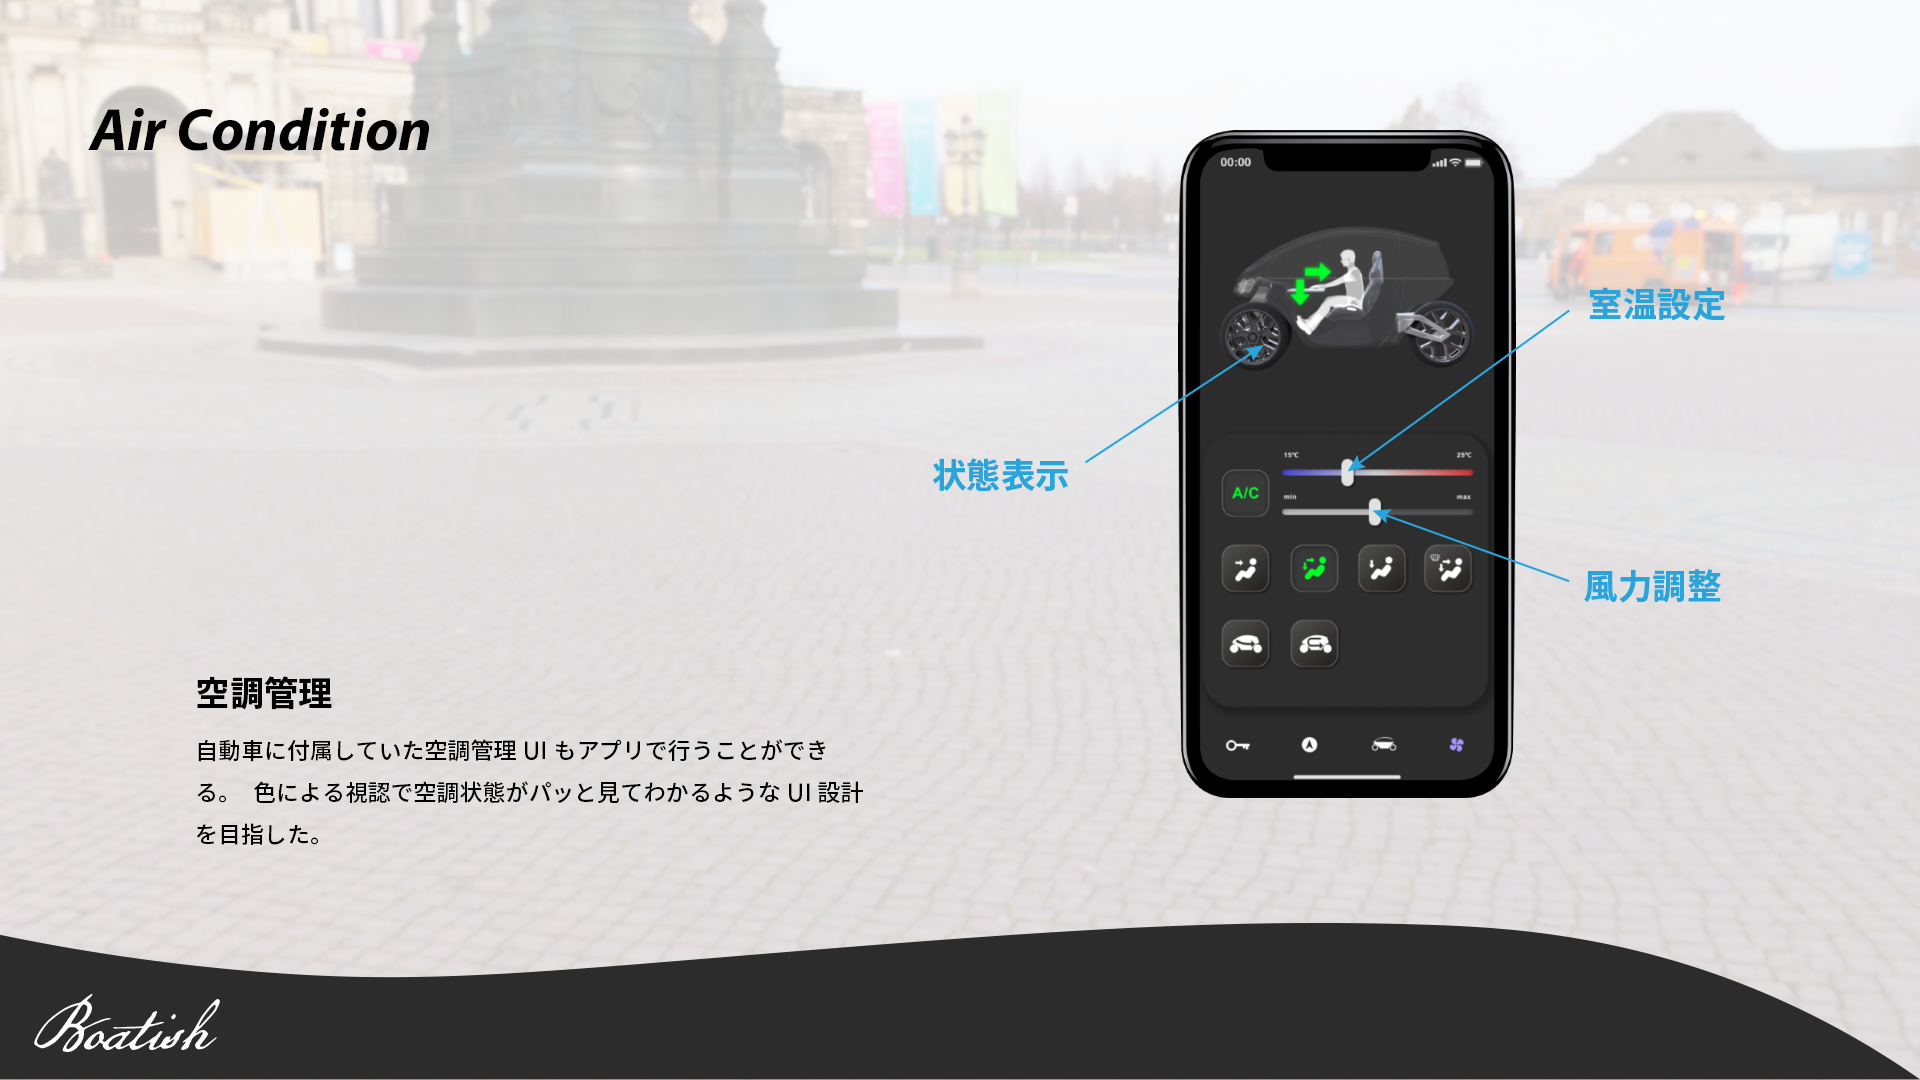 Air Condition
00:00
室温設定
状態表示
15℃
25℃
A/C
min
max
風力調整
空調管理
自動車に付属していた空調管理 UI もアプリで行うことができ
る。 色による視認で空調状態がパッと見てわかるような UI 設計
を目指した。
Boatish